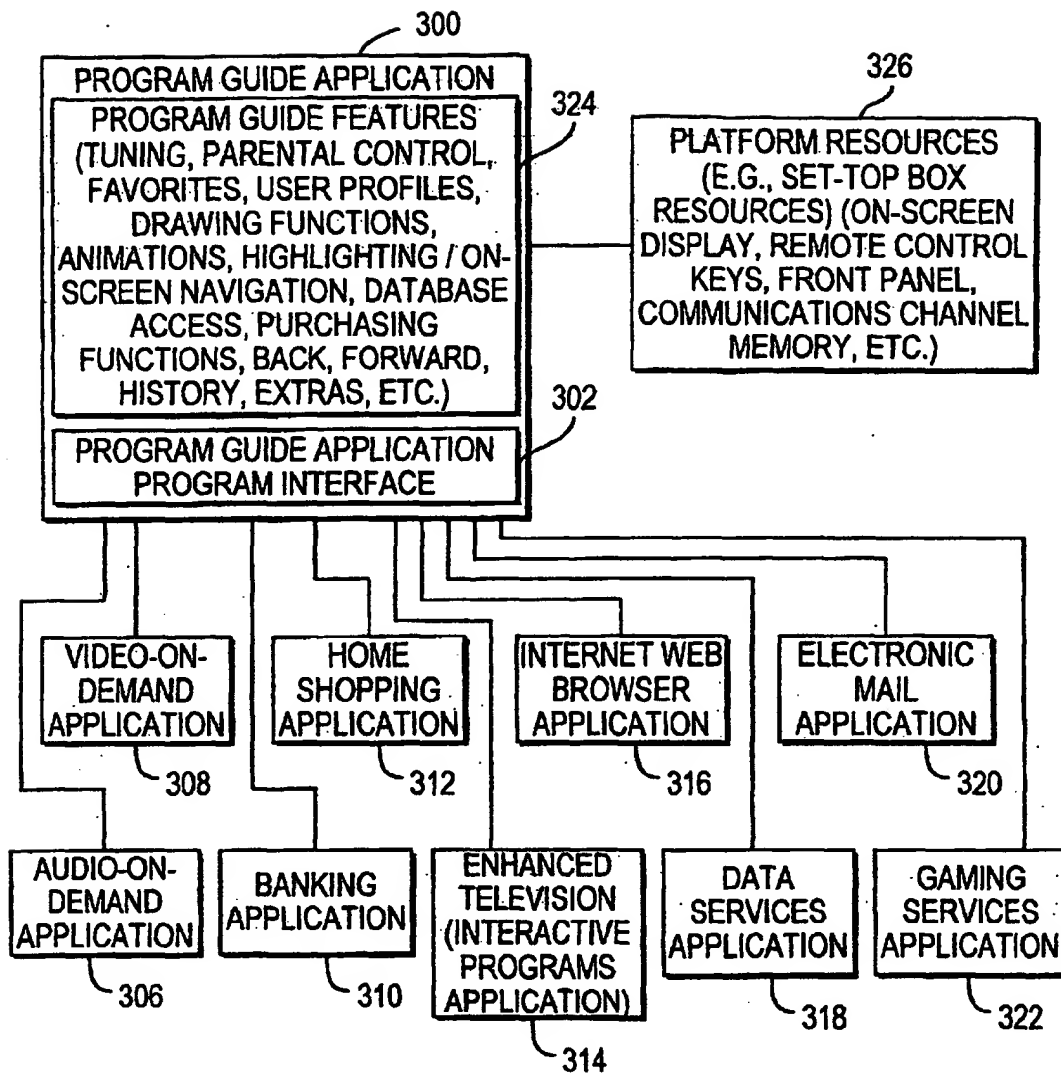 300
PROGRAM GUIDE APPLICATION
PROGRAM GUIDE FEATURES
(TUNING, PARENTAL CONTROL,
FAVORITES, USER PROFILES,
DRAWING FUNCTIONS,
ANIMATIONS, HIGHLIGHTING / ON-
SCREEN NAVIGATION, DATABASE
ACCESS, PURCHASING
FUNCTIONS, BACK, FORWARD,
HISTORY, EXTRAS, ETC.)
324
326
PLATFORM RESOURCES
(E.G., SET-TOP BOX
RESOURCES) (ON-SCREEN
DISPLAY, REMOTE CONTROL
KEYS, FRONT PANEL,
COMMUNICATIONS CHANNEL
MEMORY, ETC.)
302
PROGRAM GUIDE APPLICATION
PROGRAM INTERFACE
VIDEO-ON-
DEMAND
APPLICATION
308
HOME
SHOPPING
APPLICATION
312
INTERNET WEB
BROWSER
APPLICATION
316
ELECTRONIC
MAIL
APPLICATION
320
AUDIO-ON-
DEMAND
APPLICATION
306
BANKING
APPLICATION
310
ENHANCED
TELEVISION
(INTERACTIVE
PROGRAMS
APPLICATION)
314
DATA
SERVICES
APPLICATION
318
GAMING
SERVICES
APPLICATION
322